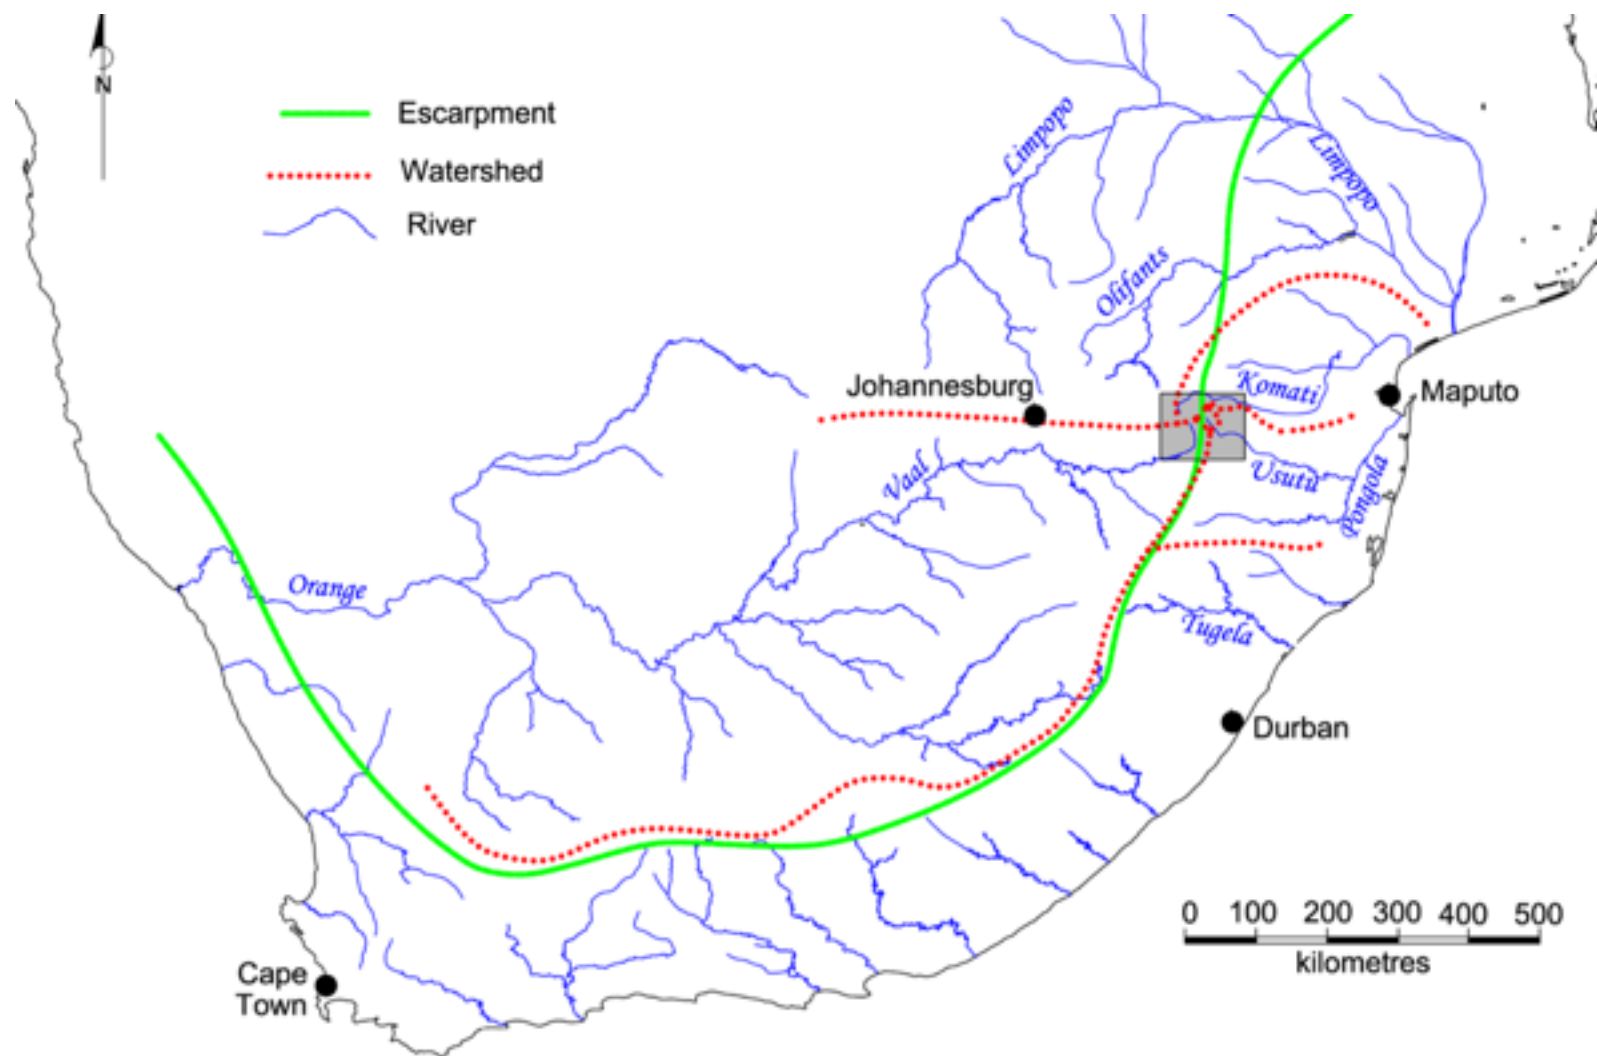 N
Escarpment
Watershed
River
Limpopo
Limpopo
Olifants
Johannesburg
Komati
Maputo
Vaal
Usutu
Pongola
Orange
Tugela
Durban
0 100 200 300 400 500
kilometres
Cape
Town